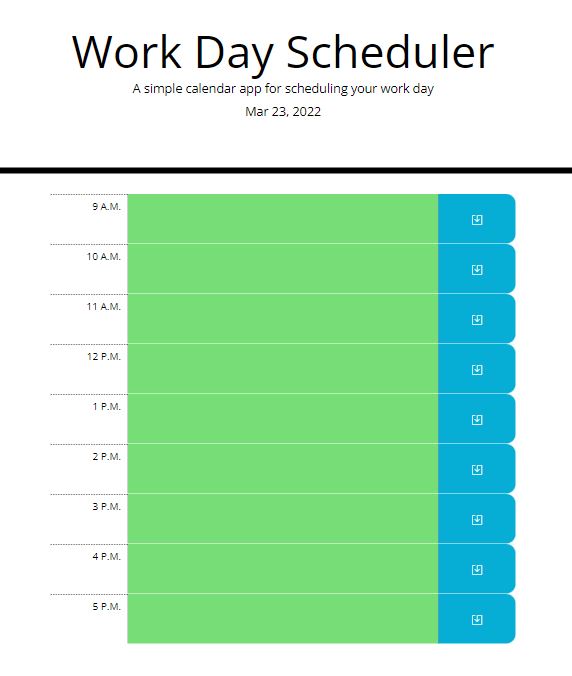 Work Day Scheduler
A simple calendar app for scheduling your work day
Mar 23, 2022
9 A.M.
10 A.M.
11 A.M.
12 P.M.
1 P.M.
2 P.M.
3 P.M.
4 P.M.
5 P.M.